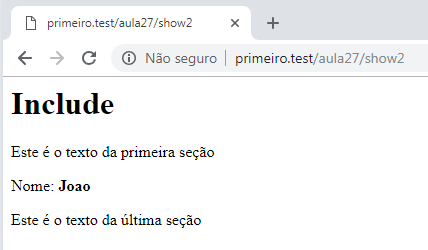 primeiro.test/aula27/show2
Não seguro primeiro.test/aula27/show2
Include
Este é o texto da primeira seção
Nome: Joao
Este é o texto da última seção